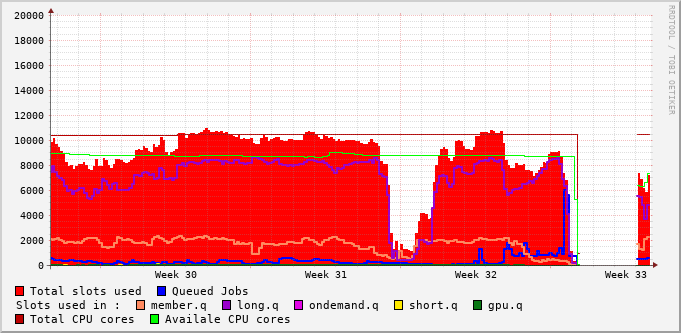 RRDTOOL / TOBI OETIKER
20000
18000
16000
14000
12000
10000
8000
6000
4000
2000
0
Week 30 Week 31 Week 32 Week 33
Total slots used Queued Jobs
Slots used in : member.q long.q ondemand.q short.q gpu.q
Total CPU cores Availale CPU cores